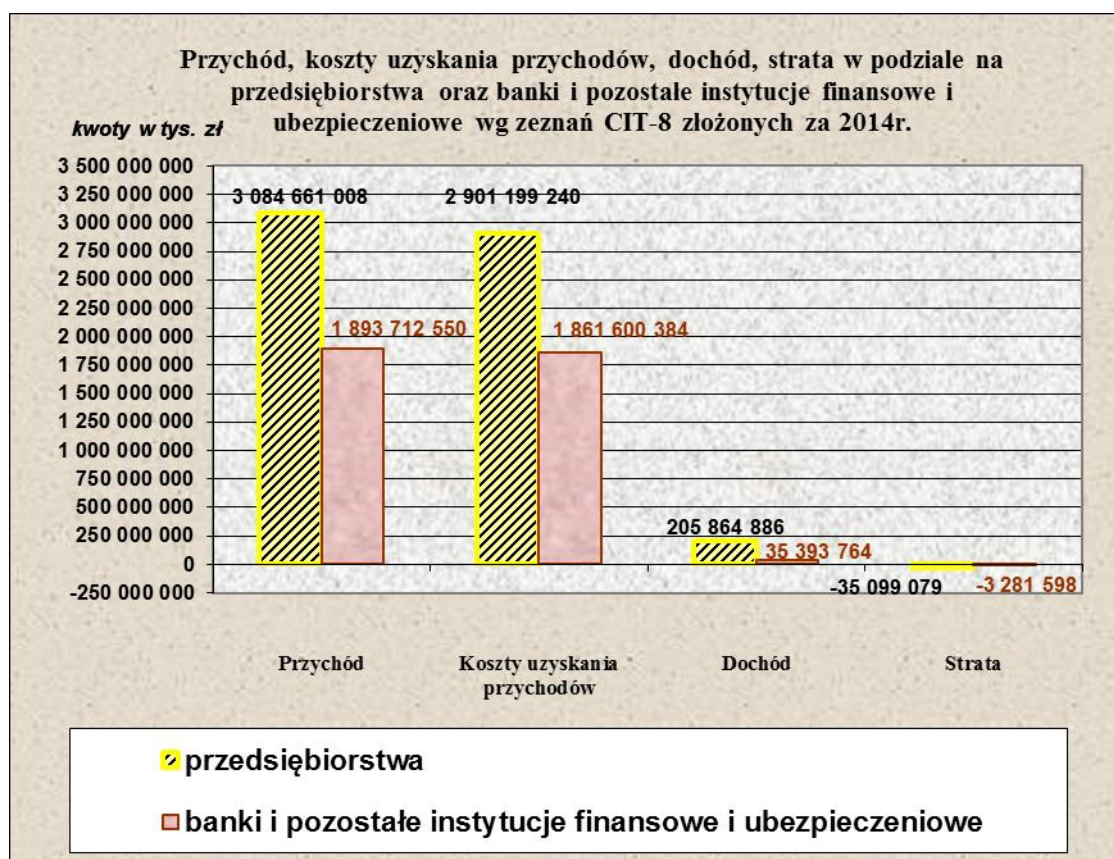 Przychód, koszty uzyskania przychodów, dochód, strata w podziale na
przedsiębiorstwa oraz banki i pozostałe instytucje finansowe i
ubezpieczeniowe wg zeznań CIT-8 złożonych za 2014r.
kwoty w tys. zł
3 500 000 000
3 250 000 000
3 000 000 000
2 750 000 000
2 500 000 000
2 250 000 000
2 000 000 000
1 750 000 000
1 500 000 000
1 250 000 000
1 000 000 000
750 000 000
500 000 000
250 000 000
0
-250 000 000
3 084 661 008
2 901 199 240
1 893 712 550
1 861 600 384
205 864 886
35 393 764
-35 099 079
-3 281 598
Przychód
Koszty uzyskania
przychodów
Dochód
Strata
przedsiębiorstwa
banki i pozostałe instytucje finansowe i ubezpieczeniowe